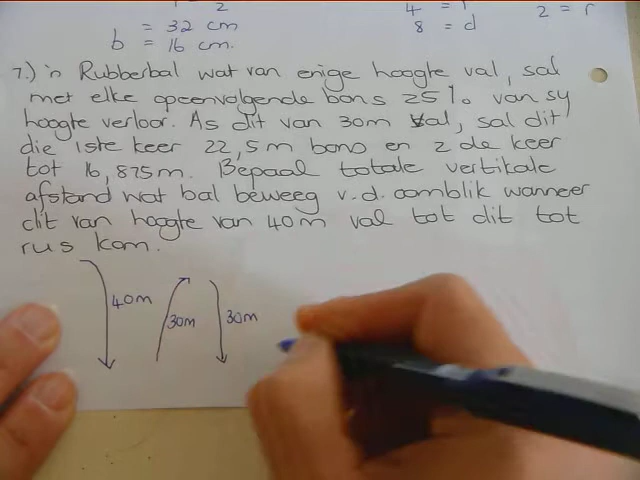 2
= 32 cm
b = 16 cm.
4 = r
8 = d
2 = r
7.) 'n Rubberbal wat van enige hoogte val, sal
met elke opeenvolgende bons 25% van sy
hoogte verloor. As dit van 30m val, sal dit
die 1ste keer 22,5m bons en 2de keer
tot 16,875m. Bepaal totale vertikale
afstand wat bal beweeg v.d. oomblik wanneer
dit van hoogte van 40m val tot dit tot
rus kom.
40m
30m
30m